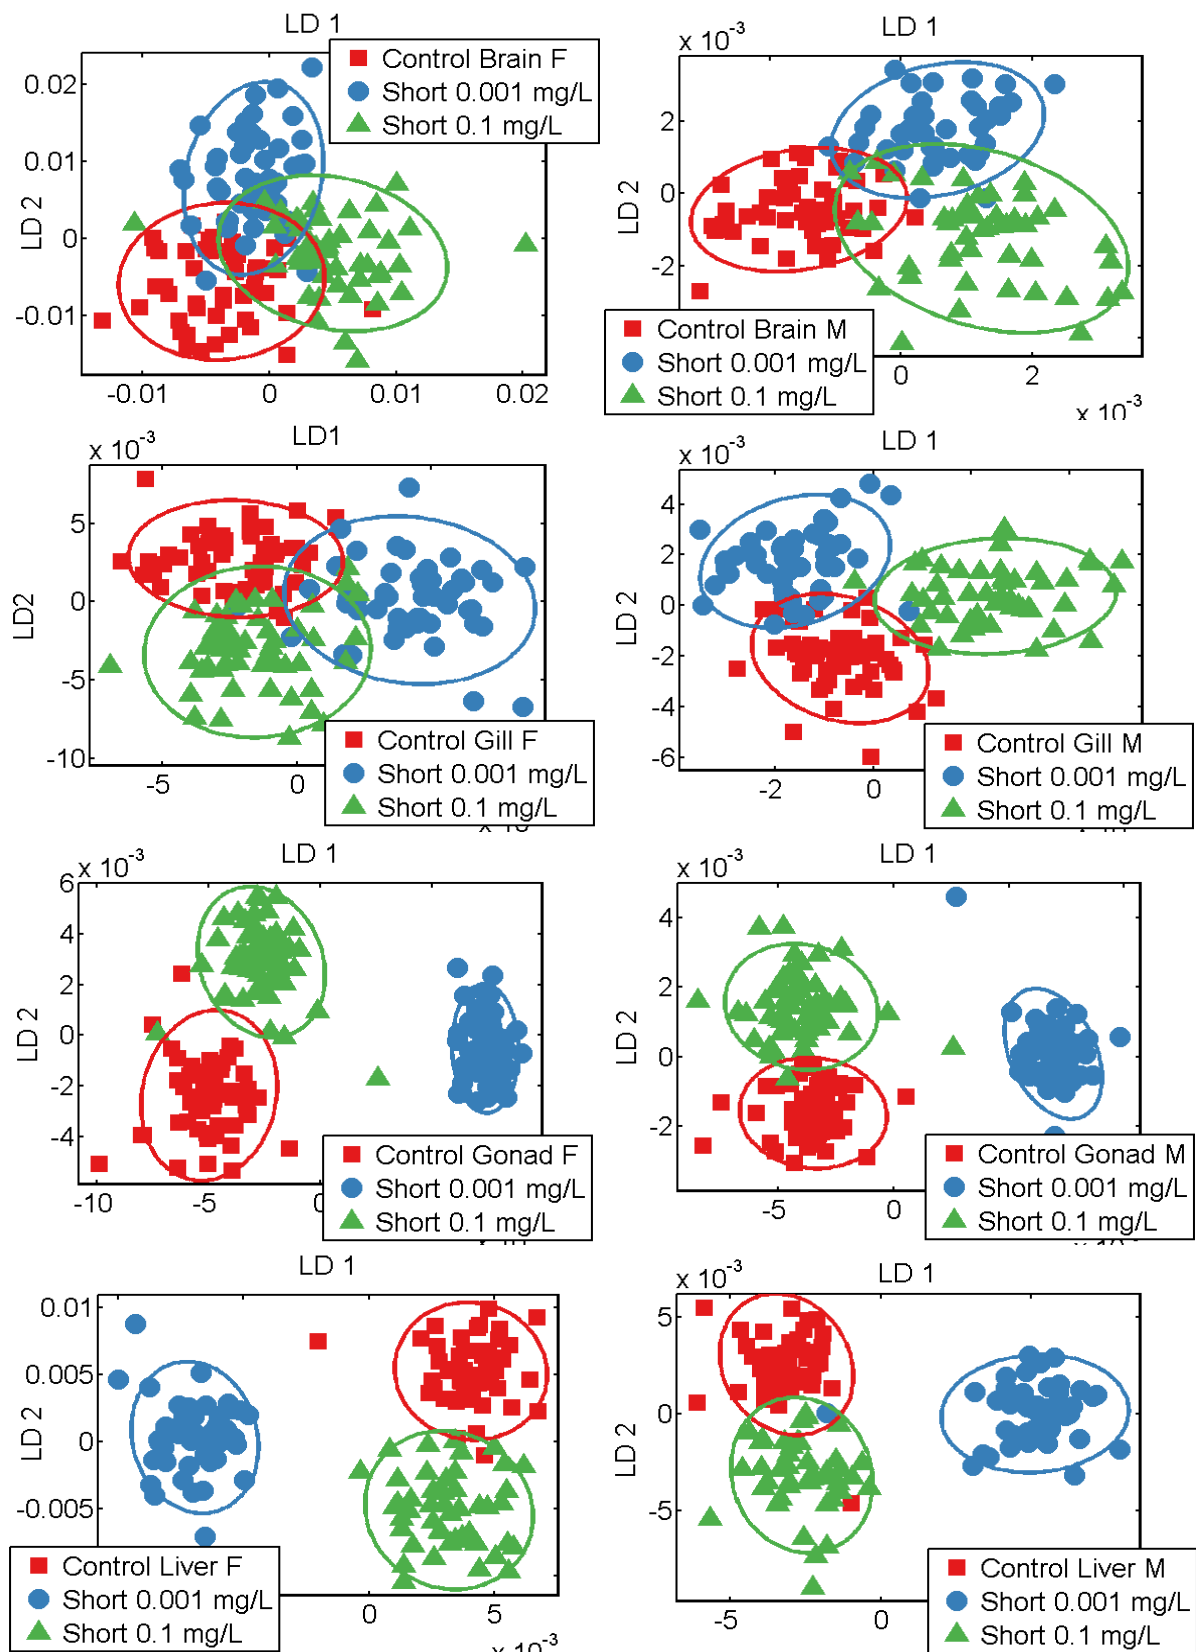 LD 1
Control Brain F
Short 0.001 mg/L
Short 0.1 mg/L
0.02
0.01
0
-0.01
LD 2
-0.01
0
0.01
0.02
x 10-3
LD 1
2
0
-2
LD 2
Control Brain M
Short 0.001 mg/L
Short 0.1 mg/L
0
2
x 10-3
x 10-3
LD1
5
0
-5
-10
LD2
Control Gill F
Short 0.001 mg/L
Short 0.1 mg/L
-5
0
x 10-3
LD 1
4
2
0
-2
-4
-6
LD 2
Control Gill M
Short 0.001 mg/L
Short 0.1 mg/L
-2
0
x 10-3
LD 1
6
4
2
0
-2
-4
LD 2
Control Gonad F
Short 0.001 mg/L
Short 0.1 mg/L
-10
-5
0
x 10-3
LD 1
4
2
0
-2
LD 2
Control Gonad M
Short 0.001 mg/L
Short 0.1 mg/L
-5
0
LD 1
0.01
0.005
0
-0.005
LD 2
Control Liver F
Short 0.001 mg/L
Short 0.1 mg/L
0
5
x 10-3
x 10-3
LD 1
5
0
-5
LD 2
Control Liver M
Short 0.001 mg/L
Short 0.1 mg/L
-5
0